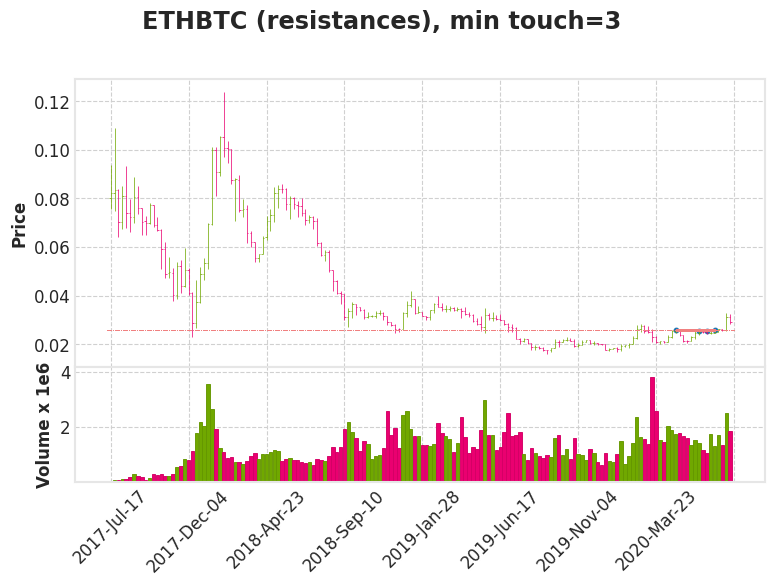 ETHBTC (resistances), min touch=3
Price
0.12
0.10
0.08
0.06
0.04
0.02
Volume x 1e6
4
2
2017-Jul-17
2017-Dec-04
2018-Apr-23
2018-Sep-10
2019-Jan-28
2019-Jun-17
2019-Nov-04
2020-Mar-23